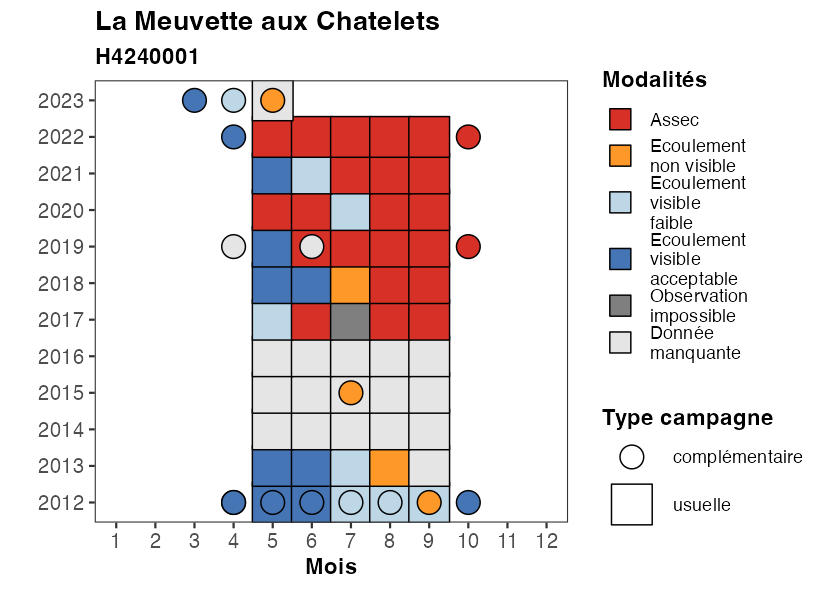 La Meuvette aux Chatelets
H4240001
2023
2022
2021
2020
2019
2018
2017
2016
2015
2014
2013
2012
1 2 3 4 5 6 7 8 9 10 11 12
Mois
Modalités
Assec
Ecoulement
non visible
Ecoulement
visible
faible
Ecoulement
visible
acceptable
Observation
impossible
Donnée
manquante
Type campagne
complémentaire
usuelle